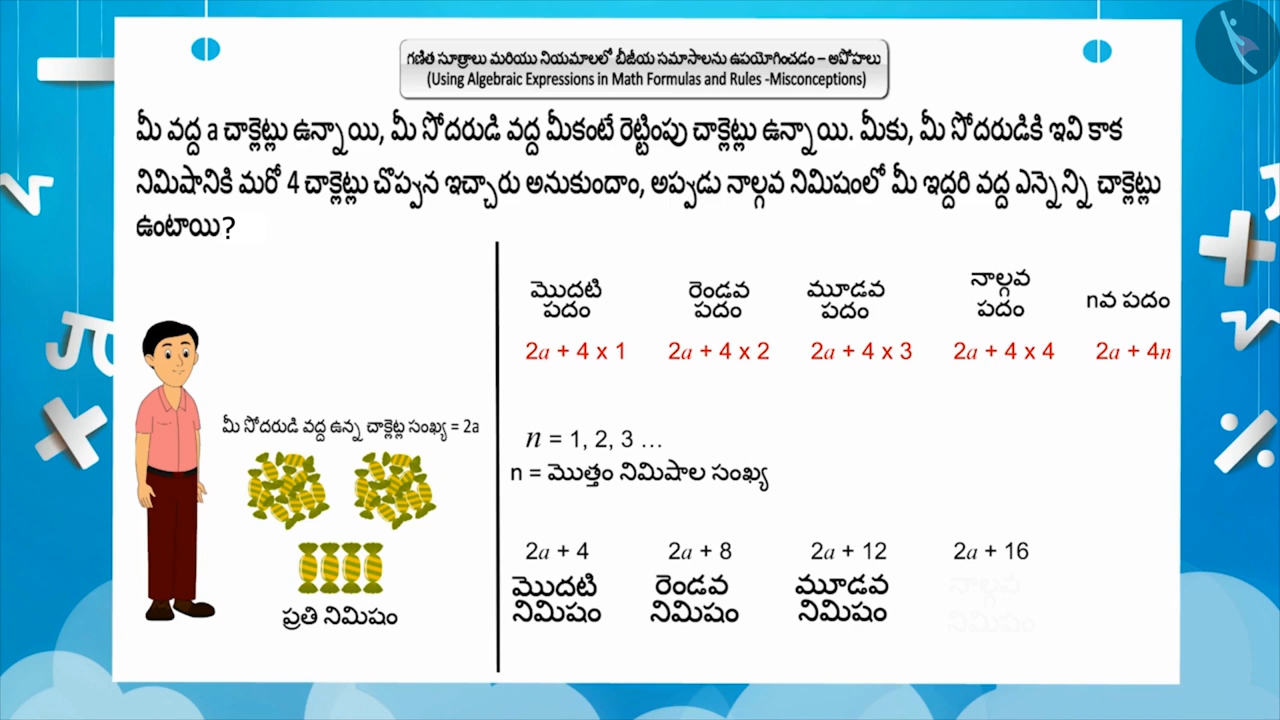 గణిత సూత్రాలు మరియు నియమాలలో బీజీయ సమాసాలను ఉపయోగించడం – అపోహలు
(Using Algebraic Expressions in Math Formulas and Rules -Misconceptions)
మీ వద్ద a చాక్లెట్లు ఉన్నాయి, మీ సోదరుడి వద్ద మీకంటే రెట్టింపు చాక్లెట్లు ఉన్నాయి. మీకు, మీ సోదరుడికి ఇవి కాక
నిమిషానికి మరో 4 చాక్లెట్లు చొప్పున ఇచ్చారు అనుకుందాం, అప్పుడు నాల్గవ నిమిషంలో మీ ఇద్దరి వద్ద ఎన్నెన్ని చాక్లెట్లు
ఉంటాయి?
మీ సోదరుడి వద్ద ఉన్న చాక్లెట్ల సంఖ్య = 2a
ప్రతి నిమిషం
మొదటి పదం రెండవ పదం మూడవ పదం నాల్గవ పదం nవ పదం
2a + 4 x 1 2a + 4 x 2 2a + 4 x 3 2a + 4 x 4 2a + 4n
n = 1, 2, 3 ...
n = మొత్తం నిమిషాల సంఖ్య
2a + 4 2a + 8 2a + 12 2a + 16
మొదటి నిమిషం రెండవ నిమిషం మూడవ నిమిషం నాల్గవ నిమిషం